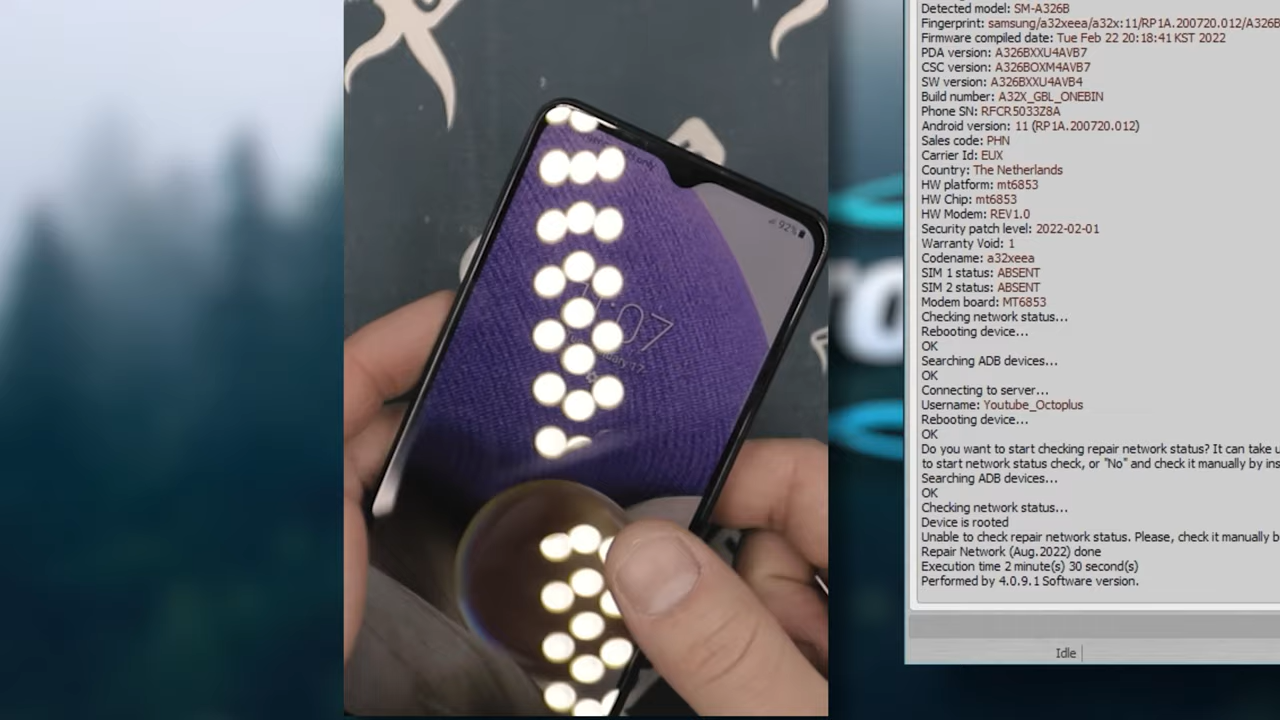 92%
:07
Detected model: SM-A326B
Fingerprint: samsung/a32xeea/a32x:11/RP1A.200720.012/A326B
Firmware compiled date: Tue Feb 22 20:18:41 KST 2022
PDA version: A326BXXU4AVB7
CSC version: A326BOXM4AVB7
SW version: A326BXXU4AVB4
Build number: A32X_GBL_ONEBIN
Phone SN: RFCR5033Z8A
Android version: 11 (RP1A.200720.012)
Sales code: PHN
Carrier Id: EUX
Country: The Netherlands
HW platform: mt6853
HW Chip: mt6853
HW Modem: REV1.0
Security patch level: 2022-02-01
Warranty Void: 1
Codename: a32xeea
SIM 1 status: ABSENT
SIM 2 status: ABSENT
Modem board: MT6853
Checking network status...
Rebooting device...
OK
Searching ADB devices...
OK
Connecting to server...
Username: Youtube_Octoplus
Rebooting device...
OK
Do you want to start checking repair network status? It can take u
to start network status check, or "No" and check it manually by ins
Searching ADB devices...
OK
Checking network status...
Device is rooted
Unable to check repair network status. Please, check it manually b
Repair Network (Aug.2022) done
Execution time 2 minute(s) 30 second(s)
Performed by 4.0.9.1 Software version.
Idle